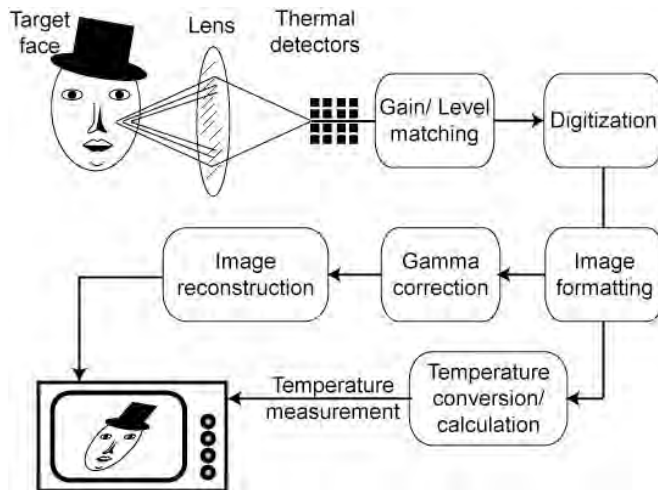 Target
face
Lens
Thermal
detectors
Gain/ Level
matching
Digitization
Image
reconstruction
Gamma
correction
Image
formatting
Temperature
measurement
Temperature
conversion/
calculation